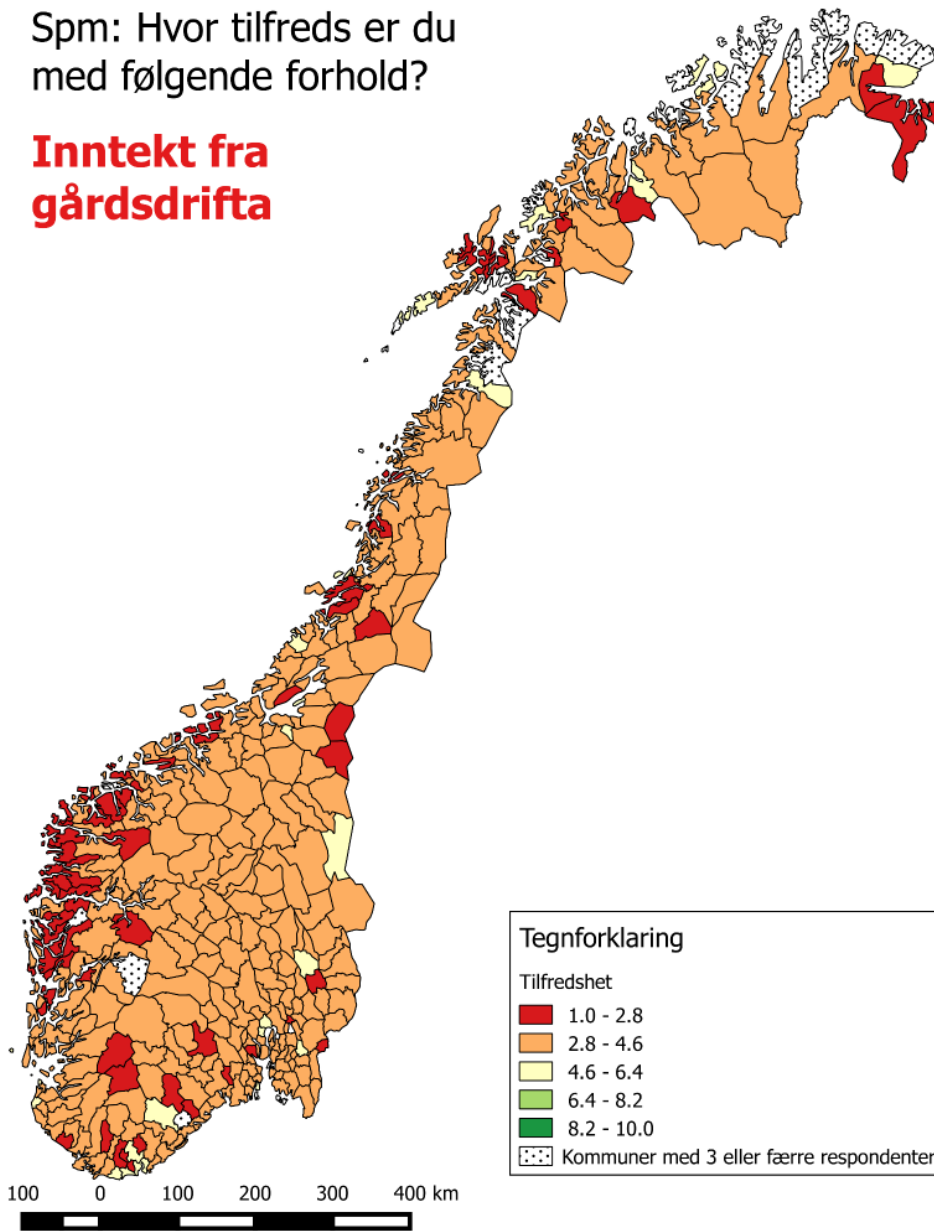 Spm: Hvor tilfreds er du
med følgende forhold?
Inntekt fra
gårdsdrifta
Tegnforklaring
Tilfredshet
1.0 - 2.8
2.8 - 4.6
4.6 - 6.4
6.4 - 8.2
8.2 - 10.0
Kommuner med 3 eller færre respondenter
100 0 100 200 300 400 km